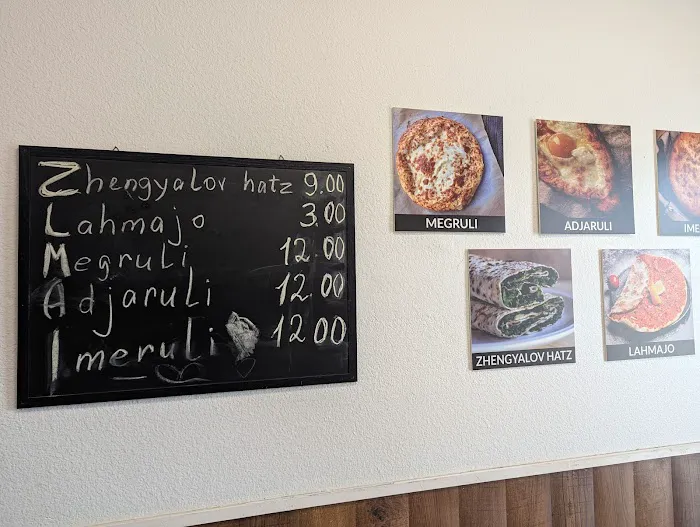 Zhengyalov hatz 9.00
Lahmajo 3.00
Megruli 12.00
Adjaruli 12.00
Imeruli 12 00
MEGRULI
ADJARULI
IME
ZHENGYALOV HATZ
LAHMAJO